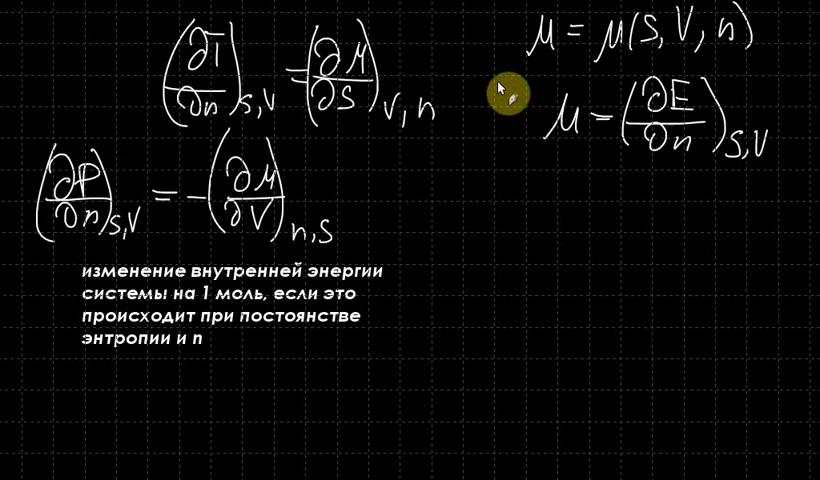 (∂T/∂n)S,V = (∂μ/∂S)V,n
μ = μ(S, V, n)
μ = (∂E/∂n)S,V
(∂P/∂n)S,V = -(∂μ/∂V)n,S
изменение внутренней энергии
системы на 1 моль, если это
происходит при постоянстве
энтропии и n